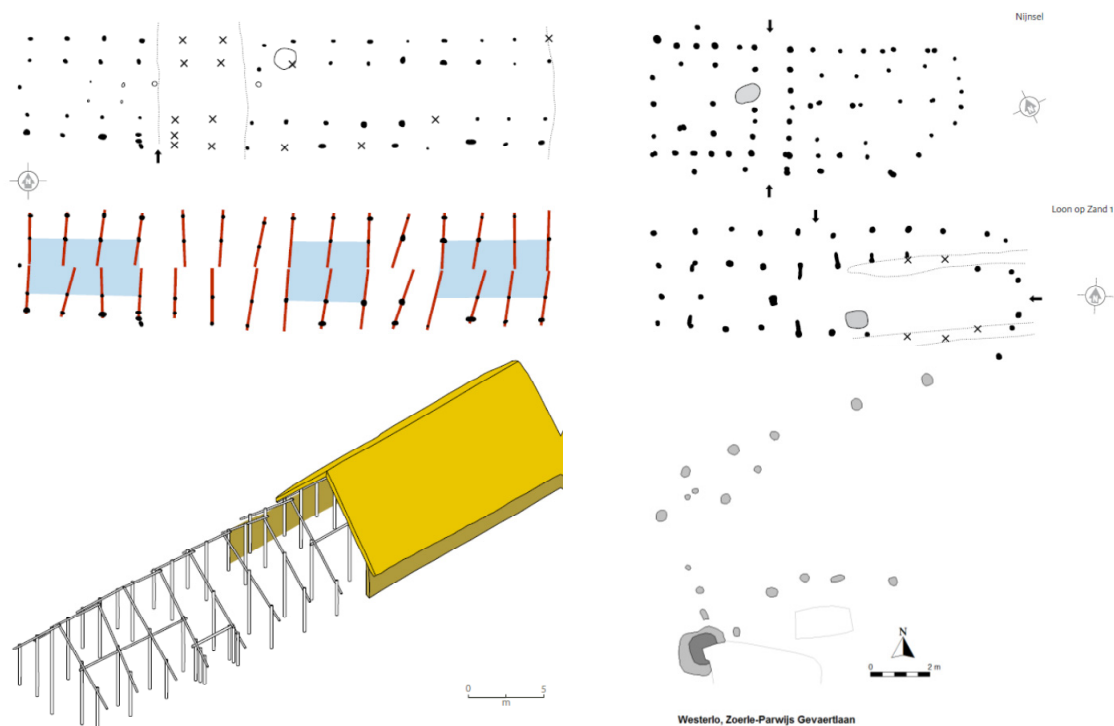 Nijnsel
Loon op Zand 1
N
0 2 m
0 5
m
Westerlo, Zoerle-Parwijs Gevaertlaan